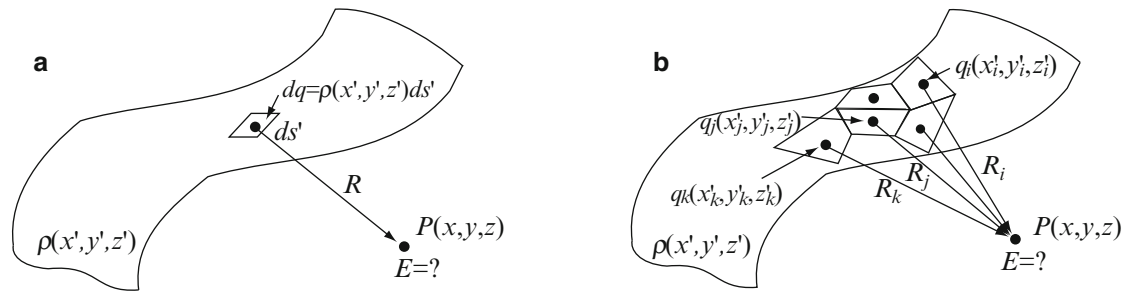 a
dq=ρ(x',y',z')ds'
ds'
R
P(x,y,z)
E=?
ρ(x',y',z')
b
qi(x'i,y'i,z'i)
qj(x'j,y'j,z'j)
qk(x'k,y'k,z'k)
Ri
Rj
Rk
P(x,y,z)
E=?
ρ(x',y',z')